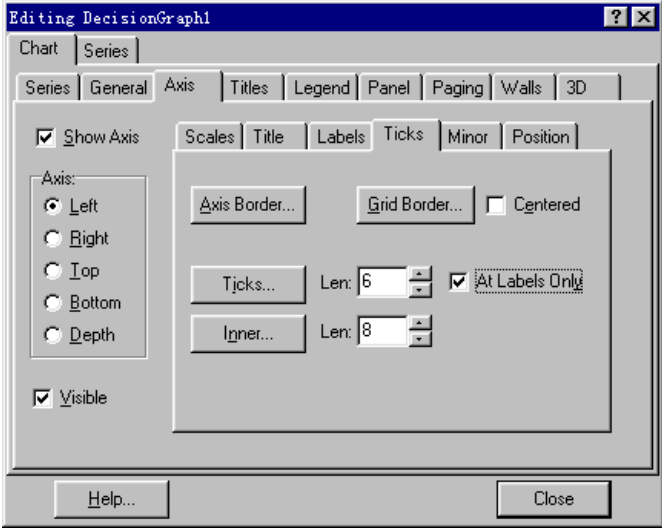 Editing DecisionGraph1
Chart Series
Series General Axis Titles Legend Panel Paging Walls 3D
Show Axis
Scales Title Labels Ticks Minor Position
Axis:
Left
Right
Top
Bottom
Depth
Axis Border... Grid Border... Centered
Ticks... Len: 6 At Labels Only
Inner... Len: 8
Visible
Help... Close